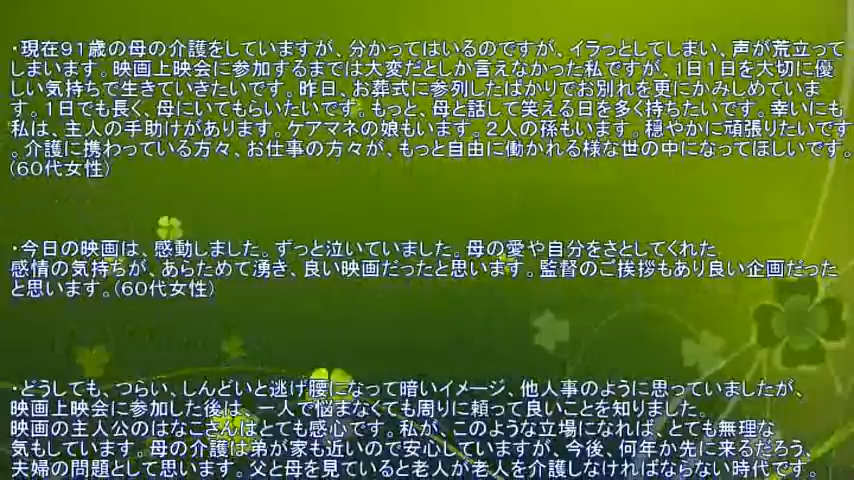 ・現在９１歳の母の介護をしていますが、分かってはいるのですが、イラっとしてしまい、声が荒立って
しまいます。映画上映会に参加するまでは大変だとしか言えなかった私ですが、１日１日を大切に優
しい気持ちで生きていきたいです。昨日、お葬式に参列したばかりでお別れを更にかみしめていま
す。１日でも長く、母にいてもらいたいです。もっと、母と話して笑える日を多く持ちたいです。幸いにも
私は、主人の手助けがあります。ケアマネの娘もいます。２人の孫もいます。穏やかに頑張りたいです
。介護に携わっている方々、お仕事の方々が、もっと自由に働かれる様な世の中になってほしいです。
（６０代女性）
・今日の映画は、感動しました。ずっと泣いていました。母の愛や自分をさとしてくれた
感情の気持ちが、あらためて湧き、良い映画だったと思います。監督のご挨拶もあり良い企画だった
と思います。（６０代女性）
・どうしても、つらい、しんどいと逃げ腰になって暗いイメージ、他人事のように思っていましたが、
映画上映会に参加した後は、一人で悩まなくても周りに頼って良いことを知りました。
映画の主人公のはなこさんはとても感心です。私が、このような立場になれば、とても無理な
気もしています。母の介護は弟が家も近いので安心していますが、今後、何年か先に来るだろう、
夫婦の問題として思います。父と母を見ていると老人が老人を介護しなければならない時代です。